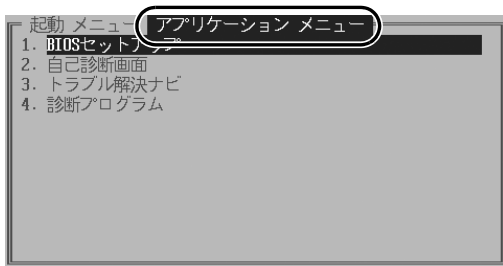 起動 メニュー アプリケーション メニュー
1. BIOSセットアップ
2. 自己診断画面
3. トラブル解決ナビ
4. 診断プログラム